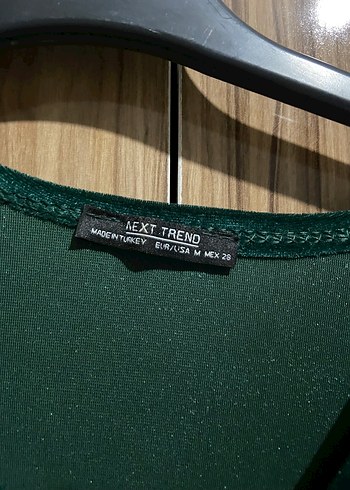 NEXT TREND
MADE IN TURKEY EUR/USA M MEX 28